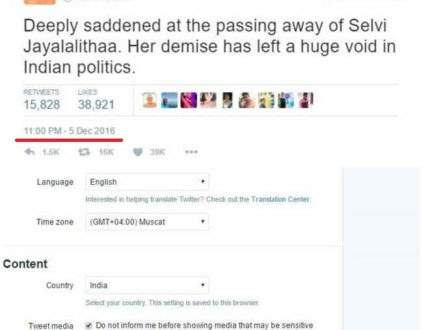 Deeply saddened at the passing away of Selvi
Jayalalithaa. Her demise has left a huge void in
Indian politics.
RETWEETS LIKES
15,828 38,921
11:00 PM - 5 Dec 2016
1.5K 16K 39K •••
Language English
Interested in helping translate Twitter? Check out the Translation Center.
Time zone (GMT+04:00) Muscat
Content
Country India
Select your country. This setting is saved to this browser.
Tweet media Do not inform me before showing media that may be sensitive